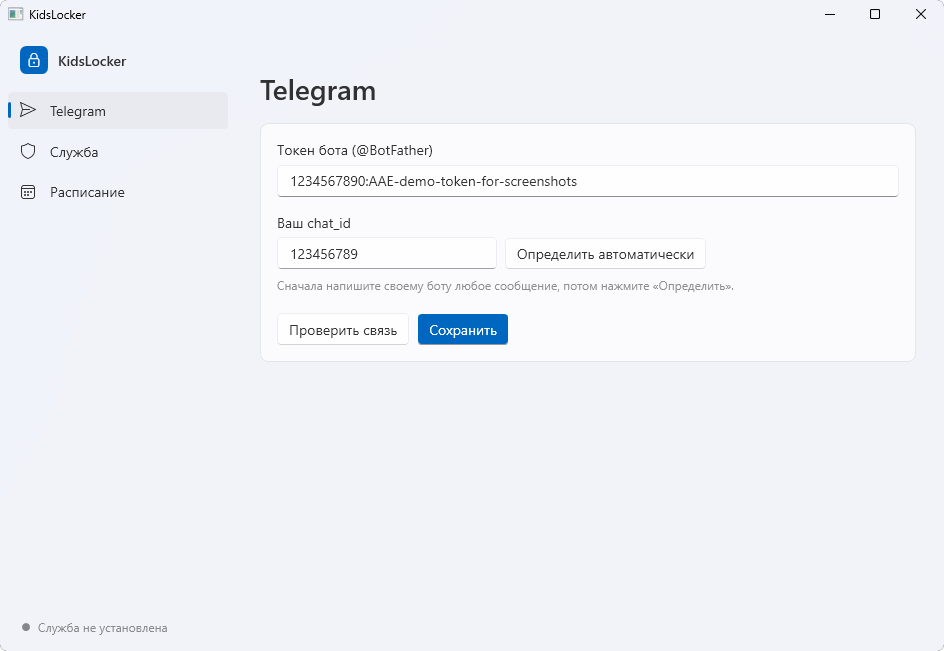 KidsLocker
KidsLocker
Telegram
Служба
Расписание
Telegram
Токен бота (@BotFather)
1234567890:AAE-demo-token-for-screenshots
Ваш chat_id
123456789
Определить автоматически
Сначала напишите своему боту любое сообщение, потом нажмите «Определить».
Проверить связь
Сохранить
Служба не установлена